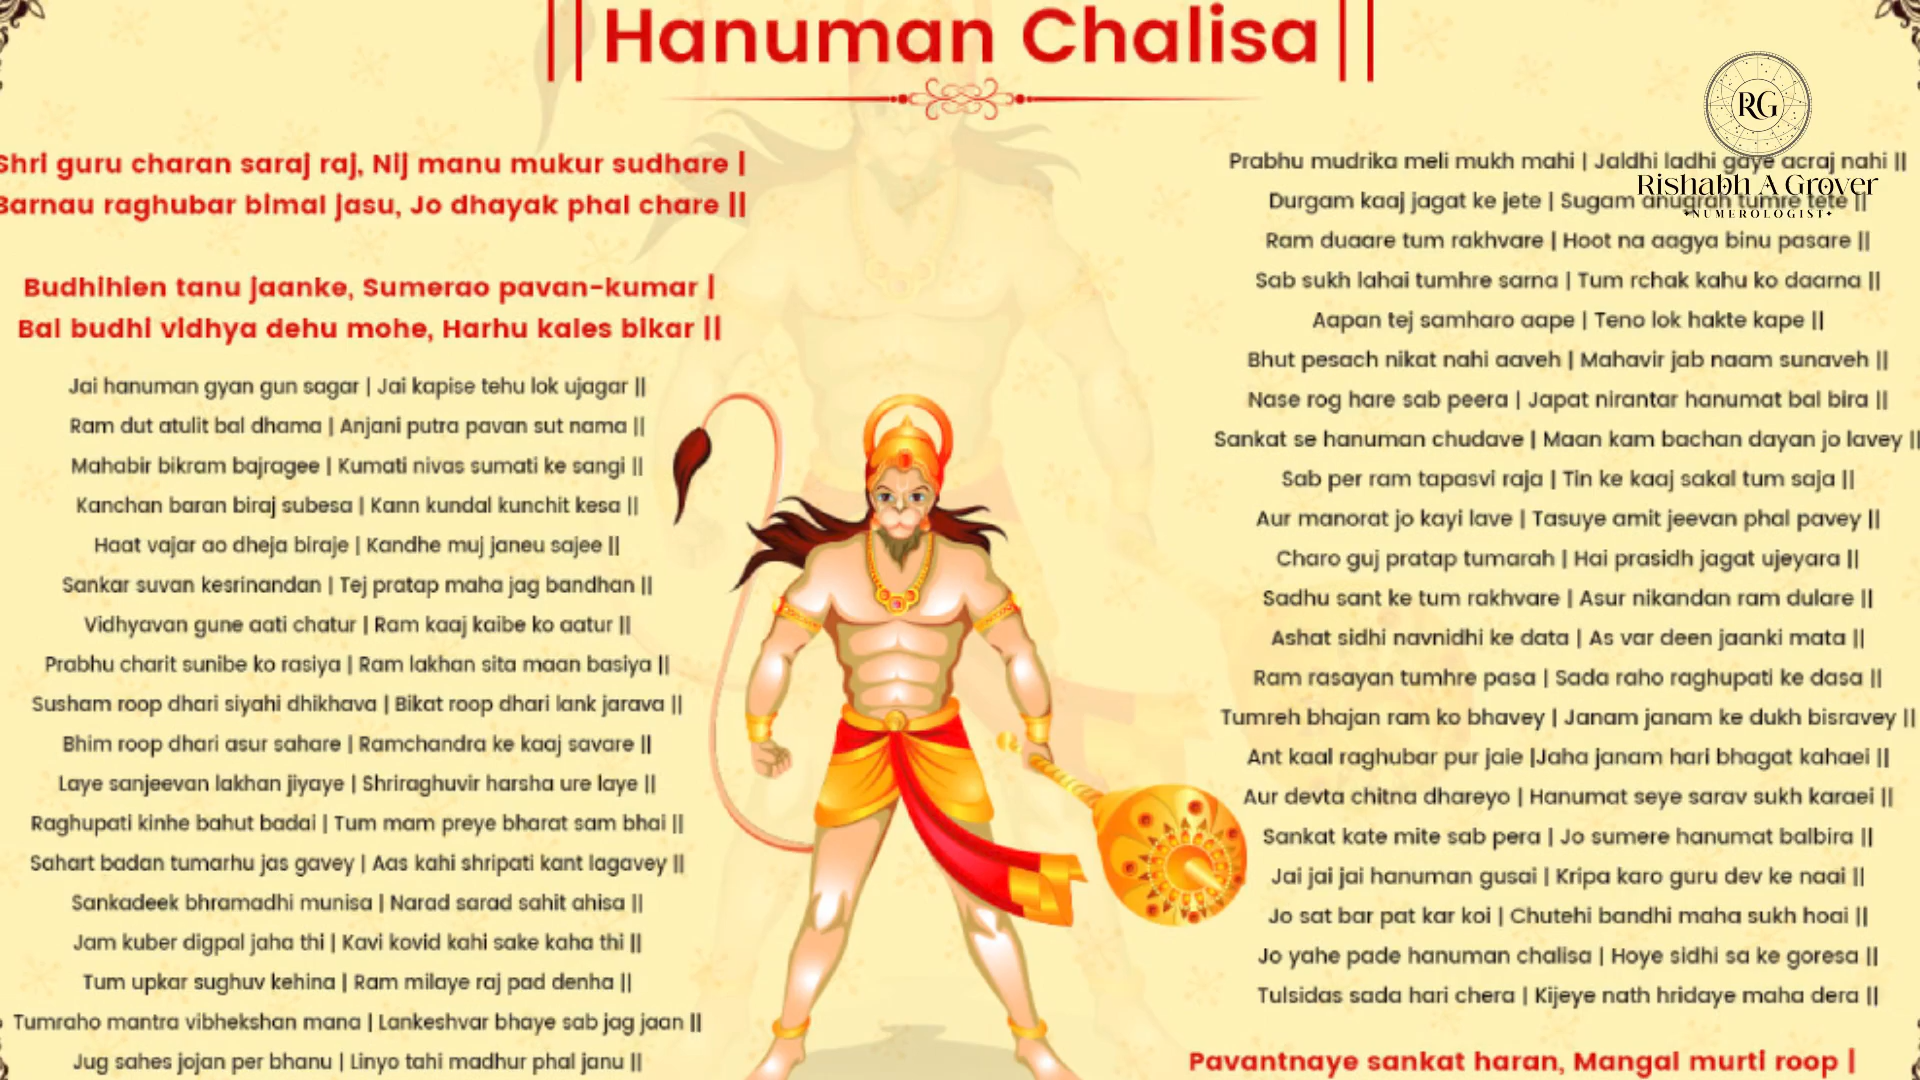 || Hanuman Chalisa ||
Shri guru charan saraj raj, Nij manu mukur sudhare |
Barnau raghubar bimal jasu, Jo dhayak phal chare ||
Budhihien tanu jaanke, Sumerao pavan-kumar |
Bal budhi vidhya dehu mohe, Harhu kales bikar ||
Jai hanuman gyan gun sagar | Jai kapise tehu lok ujagar ||
Ram dut atulit bal dhama | Anjani putra pavan sut nama ||
Mahabir bikram bajragee | Kumati nivas sumati ke sangi ||
Kanchan baran biraj subesa | Kann kundal kunchit kesa ||
Haat vajar ao dheja biraje | Kandhe muj janeu sajee ||
Sankar suvan kesrinandan | Tej pratap maha jag bandhan ||
Vidhyavan gune aati chatur | Ram kaaj kaibe ko aatur ||
Prabhu charit sunibe ko rasiya | Ram lakhan sita maan basiya ||
Susham roop dhari siyahi dhikhava | Bikat roop dhari lank jarava ||
Bhim roop dhari asur sahare | Ramchandra ke kaaj savare ||
Laye sanjeevan lakhan jiyaye | Shriraghuvir harsha ure laye ||
Raghupati kinhe bahut badai | Tum mam preye bharat sam bhai ||
Sahart badan tumarhu jas gavey | Aas kahi shripati kant lagavey ||
Sankadeek bhramadhi munisa | Narad sarad sahit ahisa ||
Jam kuber digpal jaha thi | Kavi kovid kahi sake kaha thi ||
Tum upkar sughuv kehina | Ram milaye raj pad denha ||
Tumraho mantra vibhekshan mana | Lankeshvar bhaye sab jag jaan ||
Jug sahes jojan per bhanu | Linyo tahi madhur phal janu ||
RG
Rishabh A Grover
NUMEROLOGIST
Prabhu mudrika meli mukh mahi | Jaldhi ladhi gaye acraj nahi ||
Durgam kaaj jagat ke jete | Sugam anugrah tumre tete ||
Ram duaare tum rakhvare | Hoot na aagya binu pasare ||
Sab sukh lahai tumhre sarna | Tum rchak kahu ko daarna ||
Aapan tej samharo aape | Teno lok hakte kape ||
Bhut pesach nikat nahi aaveh | Mahavir jab naam sunaveh ||
Nase rog hare sab peera | Japat nirantar hanumat bal bira ||
Sankat se hanuman chudave | Maan kam bachan dayan jo lavey ||
Sab per ram tapasvi raja | Tin ke kaaj sakal tum saja ||
Aur manorat jo kayi lave | Tasuye amit jeevan phal pavey ||
Charo guj pratap tumarah | Hai prasidh jagat ujeyara ||
Sadhu sant ke tum rakhvare | Asur nikandan ram dulare ||
Ashat sidhi navnidhi ke data | As var deen jaanki mata ||
Ram rasayan tumhre pasa | Sada raho raghupati ke dasa ||
Tumreh bhajan ram ko bhavey | Janam janam ke dukh bisravey ||
Ant kaal raghubar pur jaie |Jaha janam hari bhagat kahaei ||
Aur devta chitna dhareyo | Hanumat seye sarav sukh karaei ||
Sankat kate mite sab pera | Jo sumere hanumat balbira ||
Jai jai jai hanuman gusai | Kripa karo guru dev ke naai ||
Jo sat bar pat kar koi | Chutehi bandhi maha sukh hoai ||
Jo yahe pade hanuman chalisa | Hoye sidhi sa ke goresa ||
Tulsidas sada hari chera | Kijeye nath hridaye maha dera ||
Pavantnaye sankat haran, Mangal murti roop |